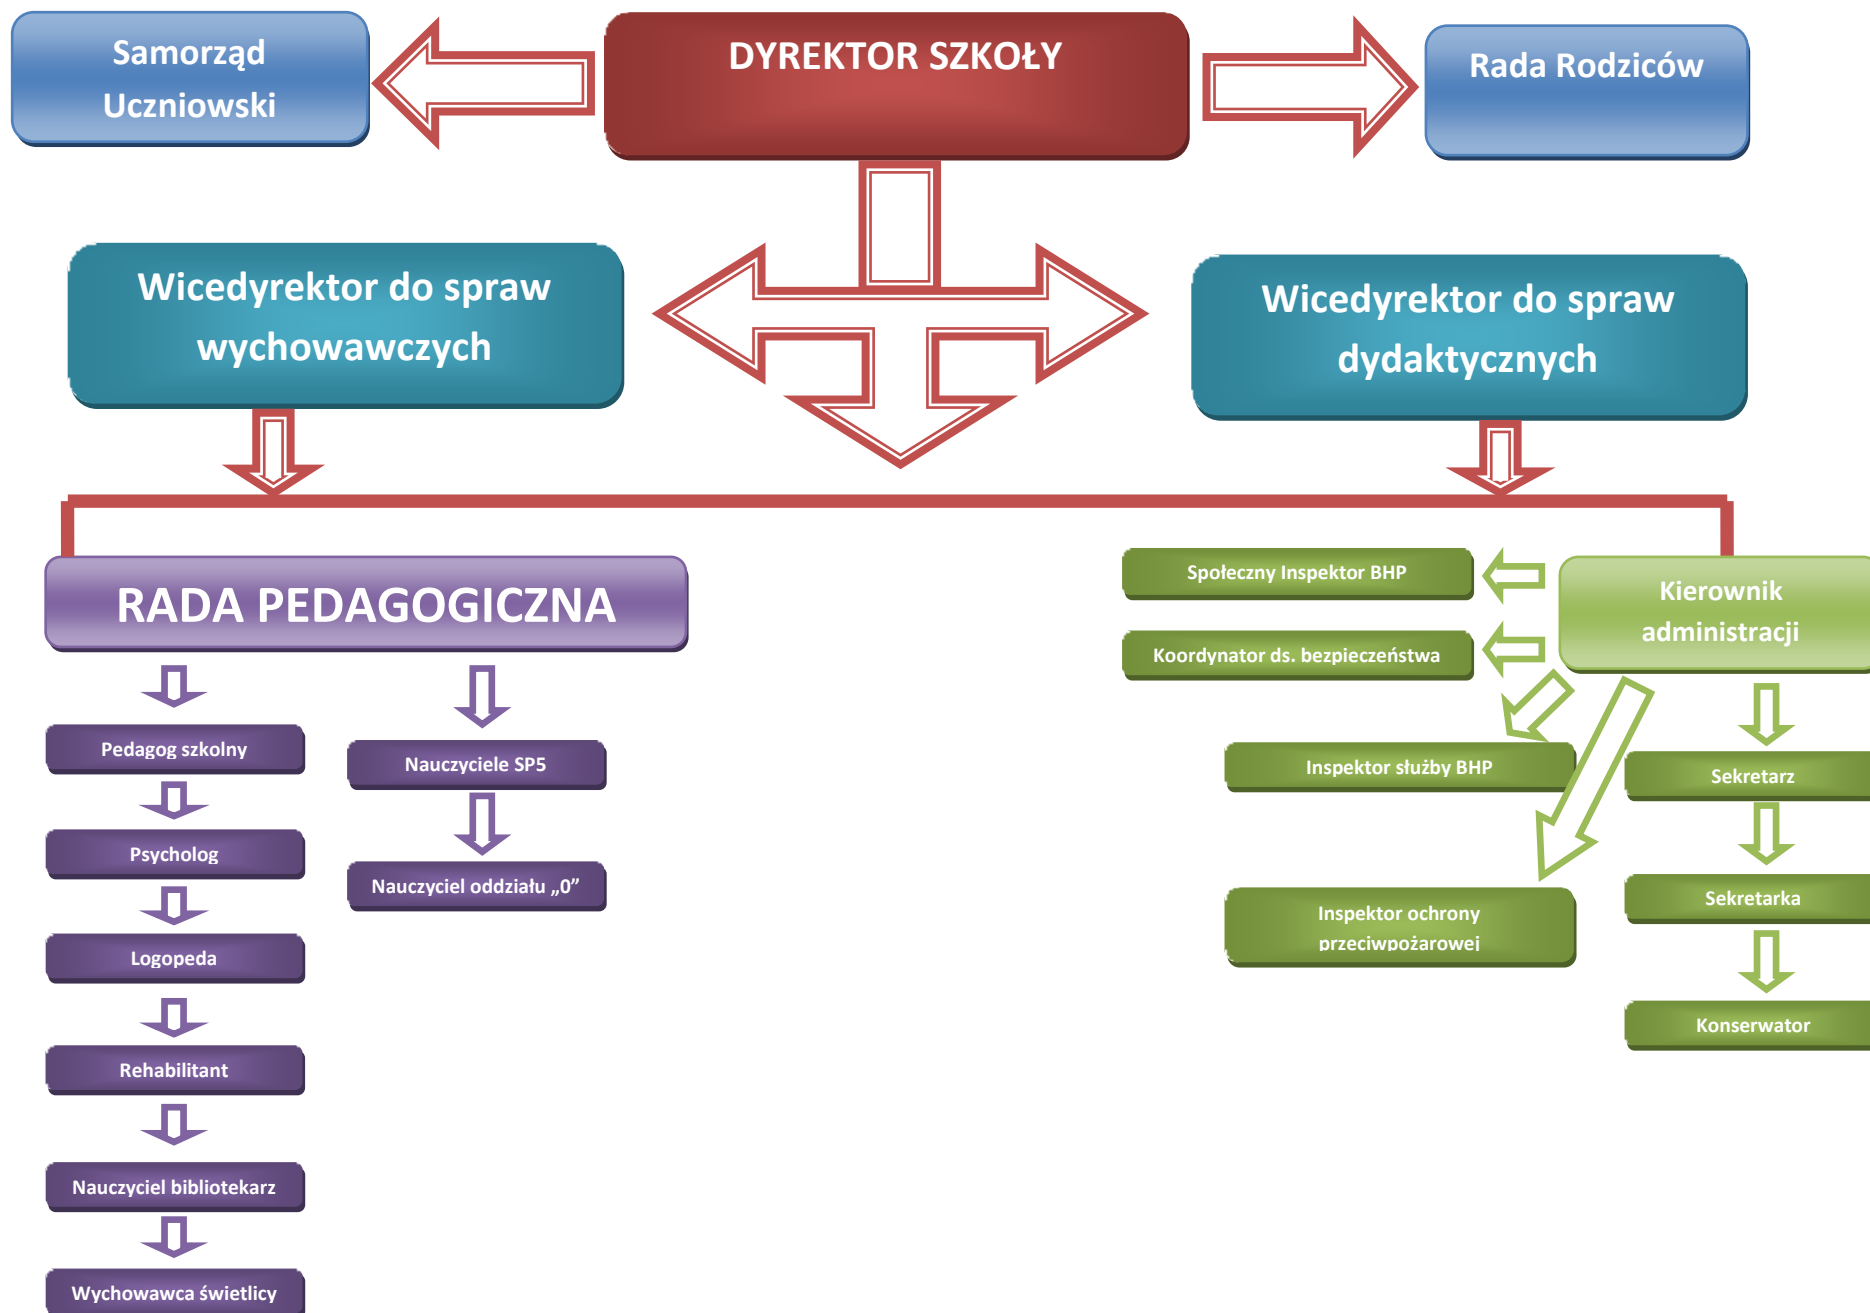 Samorząd
Uczniowski
DYREKTOR SZKOŁY
Rada Rodziców
Wicedyrektor do spraw
wychowawczych
Wicedyrektor do spraw
dydaktycznych
RADA PEDAGOGICZNA
Pedagog szkolny
Psycholog
Logopeda
Rehabilitant
Nauczyciel bibliotekarz
Wychowawca świetlicy
Nauczyciele SP5
Nauczyciel oddziału „0”
Kierownik
administracji
Społeczny Inspektor BHP
Koordynator ds. bezpieczeństwa
Inspektor służby BHP
Inspektor ochrony
przeciwpożarowej
Sekretarz
Sekretarka
Konserwator